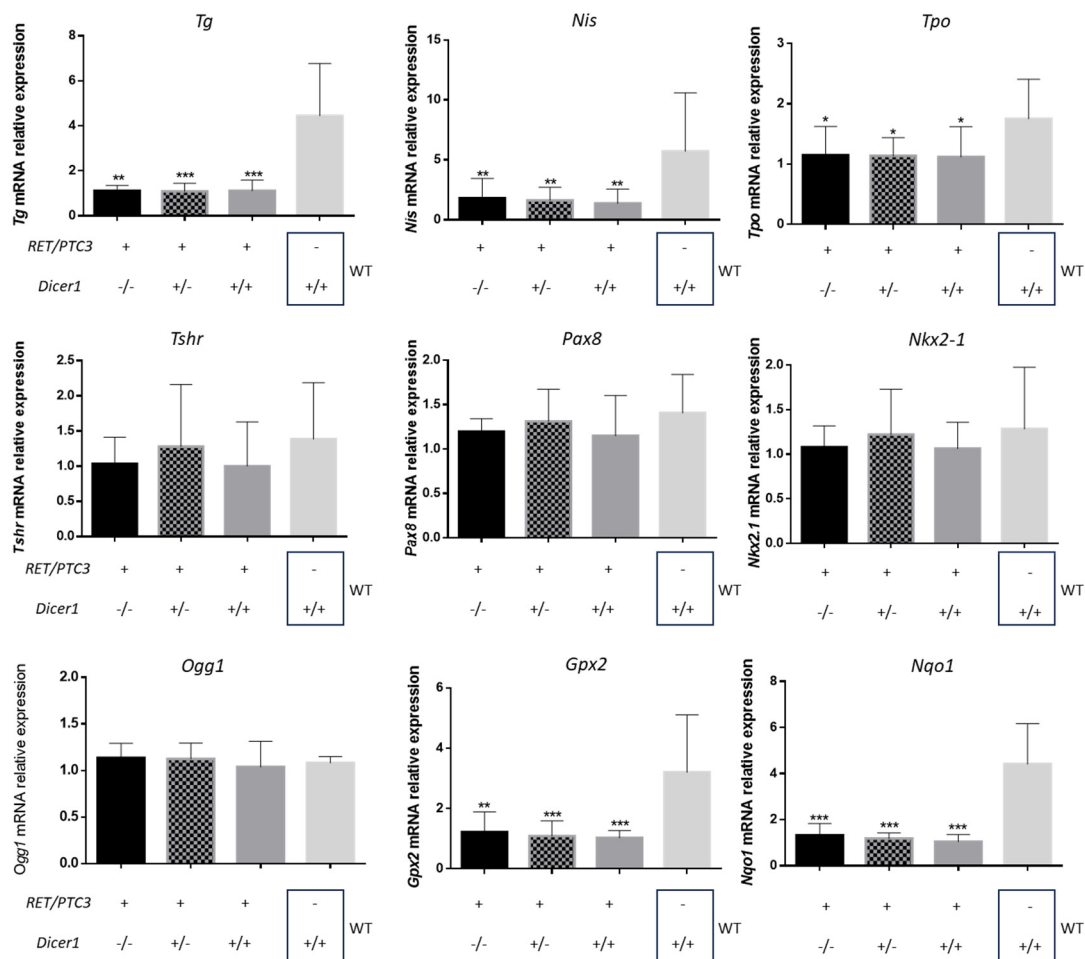 Tg
Tg mRNA relative expression
8
6
4
2
0
** *** ***
RET/PTC3 + + + -
Dicer1 -/- +/- +/+ +/+
WT
Nis
Nis mRNA relative expression
15
10
5
0
** ** **
+ + + -
-/- +/- +/+ +/+
WT
Tpo
Tpo mRNA relative expression
3
2
1
0
* * *
+ + + -
-/- +/- +/+ +/+
WT
Tshr
Tshr mRNA relative expression
2.5
2.0
1.5
1.0
0.5
0.0
RET/PTC3 + + + -
Dicer1 -/- +/- +/+ +/+
WT
Pax8
Pax8 mRNA relative expression
2.0
1.5
1.0
0.5
0.0
+ + + -
-/- +/- +/+ +/+
WT
Nkx2-1
Nkx2.1 mRNA relative expression
2.0
1.5
1.0
0.5
0.0
+ + + -
-/- +/- +/+ +/+
WT
Ogg1
Ogg1 mRNA relative expression
2.0
1.5
1.0
0.5
0.0
RET/PTC3 + + + -
Dicer1 -/- +/- +/+ +/+
WT
Gpx2
Gpx2 mRNA relative expression
6
4
2
0
** *** ***
+ + + -
-/- +/- +/+ +/+
WT
Nqo1
Nqo1 mRNA relative expression
8
6
4
2
0
*** *** ***
+ + + -
-/- +/- +/+ +/+
WT